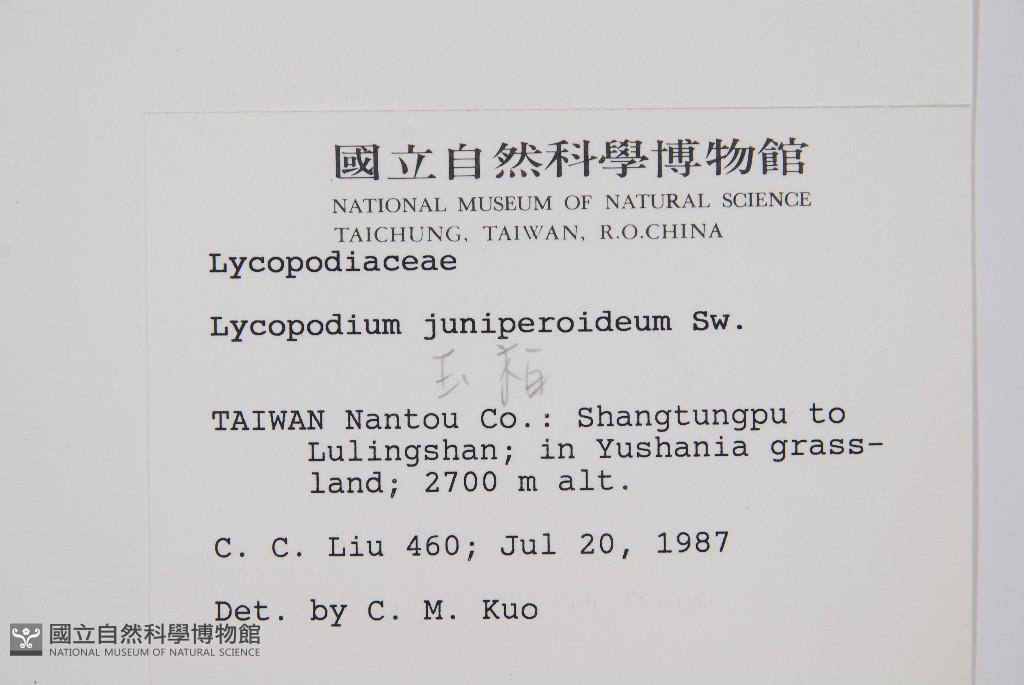 國立自然科學博物館
NATIONAL MUSEUM OF NATURAL SCIENCE
TAICHUNG, TAIWAN, R.O.CHINA
Lycopodiaceae
Lycopodium juniperoideum Sw.
玉柏
TAIWAN Nantou Co.: Shangtungpu to
Lulingshan; in Yushania grass-
land; 2700 m alt.
C. C. Liu 460; Jul 20, 1987
Det. by C. M. Kuo
國立自然科學博物館
NATIONAL MUSEUM OF NATURAL SCIENCE